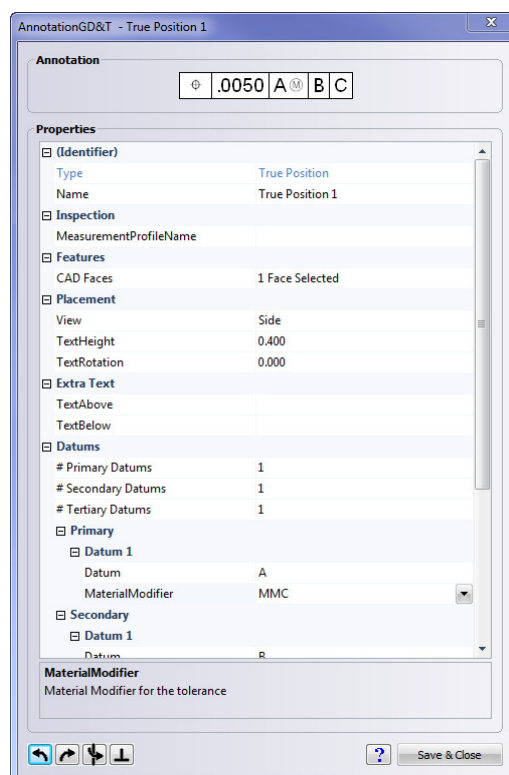 AnnotationGD&T - True Position 1
X
Annotation
⌖ .0050 A Ⓜ B C
Properties
(Identifier)
Type True Position
Name True Position 1
Inspection
MeasurementProfileName
Features
CAD Faces 1 Face Selected
Placement
View Side
TextHeight 0.400
TextRotation 0.000
Extra Text
TextAbove
TextBelow
Datums
# Primary Datums 1
# Secondary Datums 1
# Tertiary Datums 1
Primary
Datum 1
Datum A
MaterialModifier MMC
Secondary
Datum 1
Datum B
MaterialModifier
Material Modifier for the tolerance
? Save & Close